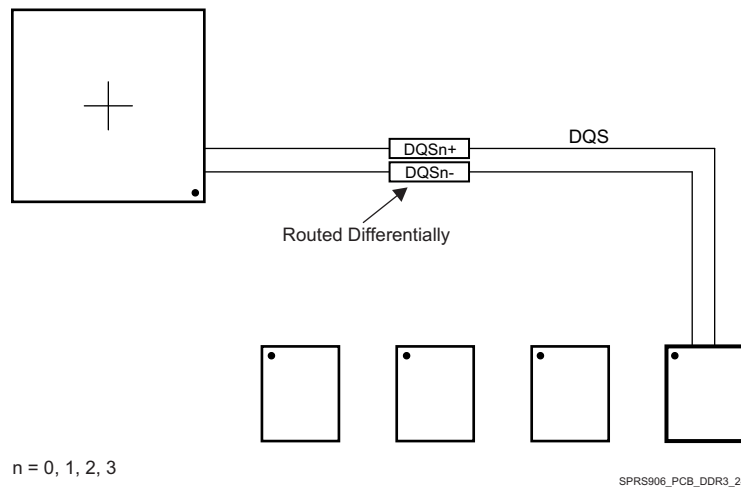 DQSn+
DQS
DQSn-
Routed Differentially
n = 0, 1, 2, 3
SPRS906_PCB_DDR3_2